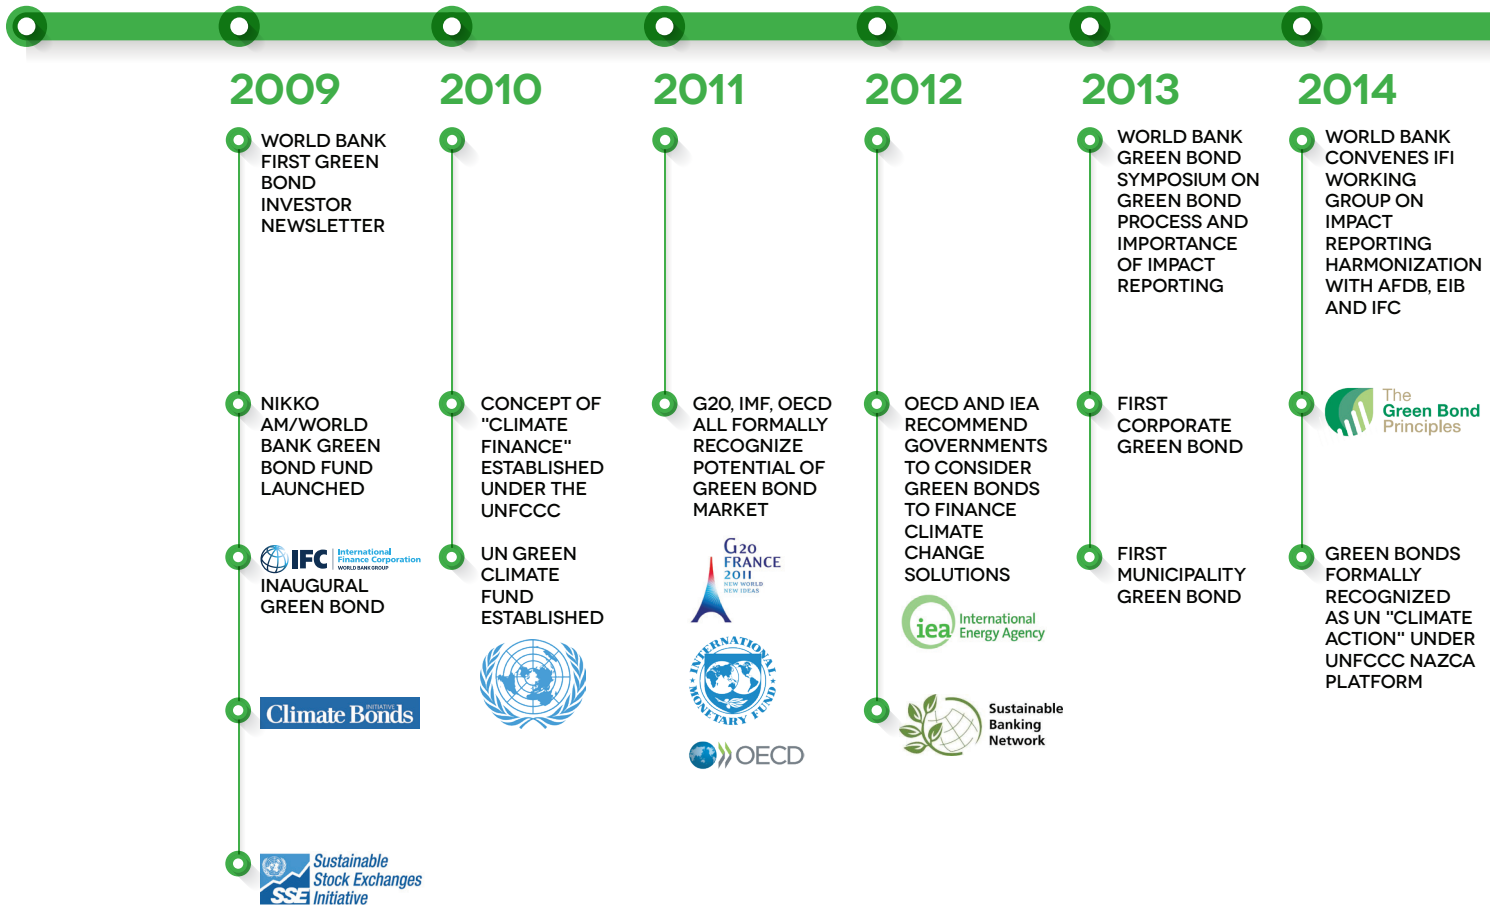 2009
WORLD BANK
FIRST GREEN
BOND
INVESTOR
NEWSLETTER
NIKKO
AM/WORLD
BANK GREEN
BOND FUND
LAUNCHED
IFC
International
Finance Corporation
WORLD BANK GROUP
INAUGURAL
GREEN BOND
Climate Bonds
INITIATIVE
SSE
Sustainable
Stock Exchanges
Initiative
2010
CONCEPT OF
"CLIMATE
FINANCE"
ESTABLISHED
UNDER THE
UNFCCC
UN GREEN
CLIMATE
FUND
ESTABLISHED
2011
G20, IMF, OECD
ALL FORMALLY
RECOGNIZE
POTENTIAL OF
GREEN BOND
MARKET
G20
FRANCE
2011
NEW WORLD
NEW IDEAS
INTERNATIONAL
MONETARY FUND
OECD
2012
OECD AND IEA
RECOMMEND
GOVERNMENTS
TO CONSIDER
GREEN BONDS
TO FINANCE
CLIMATE
CHANGE
SOLUTIONS
iea
International
Energy Agency
Sustainable
Banking
Network
2013
WORLD BANK
GREEN BOND
SYMPOSIUM ON
GREEN BOND
PROCESS AND
IMPORTANCE
OF IMPACT
REPORTING
FIRST
CORPORATE
GREEN BOND
FIRST
MUNICIPALITY
GREEN BOND
2014
WORLD BANK
CONVENES IFI
WORKING
GROUP ON
IMPACT
REPORTING
HARMONIZATION
WITH AFDB, EIB
AND IFC
The
Green Bond
Principles
GREEN BONDS
FORMALLY
RECOGNIZED
AS UN "CLIMATE
ACTION" UNDER
UNFCCC NAZCA
PLATFORM